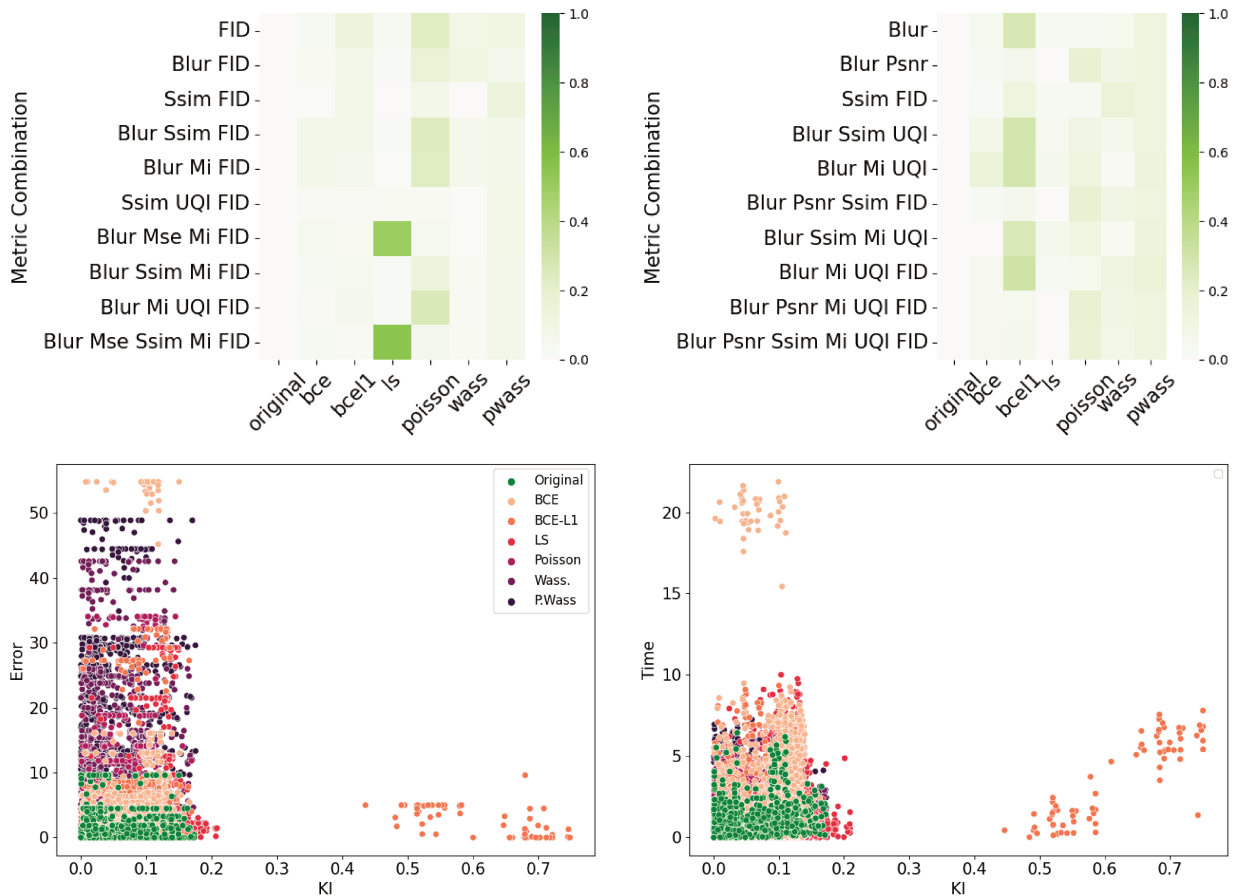 Metric Combination
FID
Blur FID
Ssim FID
Blur Ssim FID
Blur Mi FID
Ssim UQI FID
Blur Mse Mi FID
Blur Ssim Mi FID
Blur Mi UQI FID
Blur Mse Ssim Mi FID
original
bce
bcel1
ls
poisson
wass
pwass
1.0
0.8
0.6
0.4
0.2
0.0
Metric Combination
Blur
Blur Psnr
Ssim FID
Blur Ssim UQI
Blur Mi UQI
Blur Psnr Ssim FID
Blur Ssim Mi UQI
Blur Mi UQI FID
Blur Psnr Mi UQI FID
Blur Psnr Ssim Mi UQI FID
original
bce
bcel1
ls
poisson
wass
pwass
1.0
0.8
0.6
0.4
0.2
0.0
Error
50
40
30
20
10
0
0.0 0.1 0.2 0.3 0.4 0.5 0.6 0.7
KI
Original
BCE
BCE-L1
LS
Poisson
Wass.
P.Wass
Time
20
15
10
5
0
0.0 0.1 0.2 0.3 0.4 0.5 0.6 0.7
KI